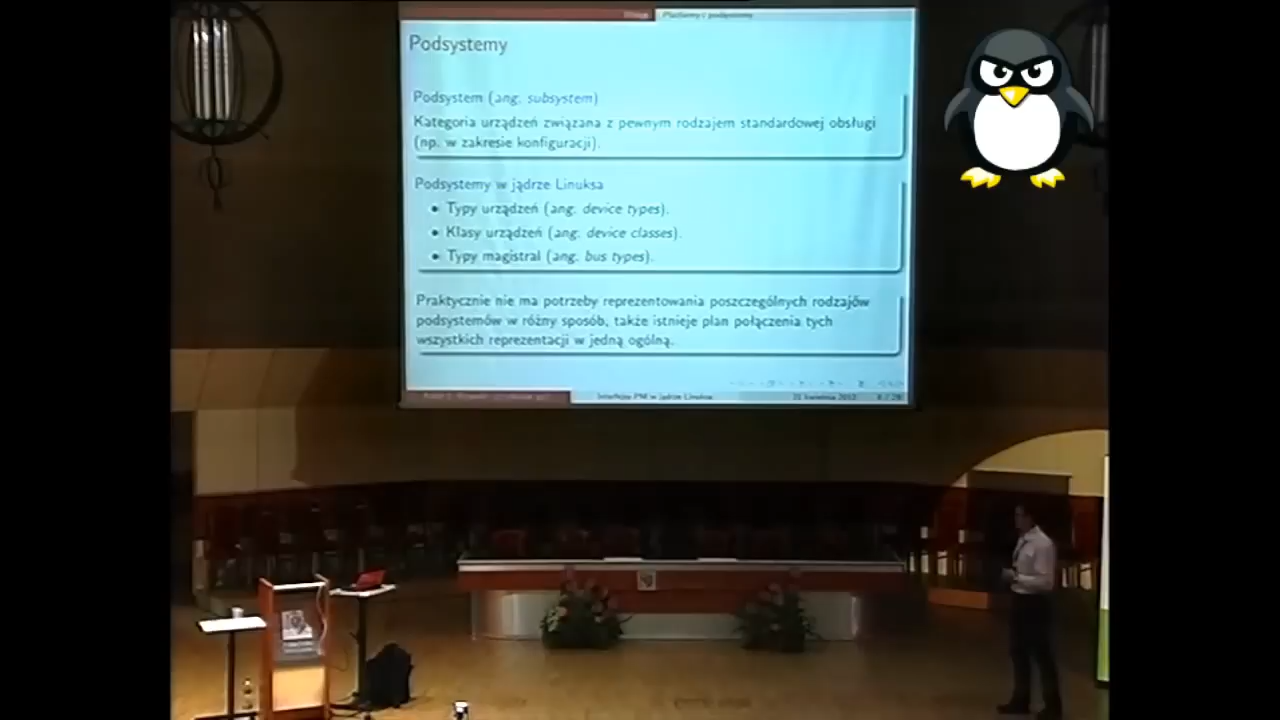 Platformy i podsystemy
Podsystemy
Podsystem (ang. subsystem)
Kategoria urządzeń związana z pewnym rodzajem standardowej obsługi
(np. w zakresie konfiguracji).
Podsystemy w jądrze Linuksa
Typy urządzeń (ang. device types).
Klasy urządzeń (ang. device classes).
Typy magistral (ang. bus types).
Praktycznie nie ma potrzeby reprezentowania poszczególnych rodzajów
podsystemów w różny sposób, także istnieje plan połączenia tych
wszystkich reprezentacji w jedną ogólną.
Interfejs PM w jądrze Linuksa